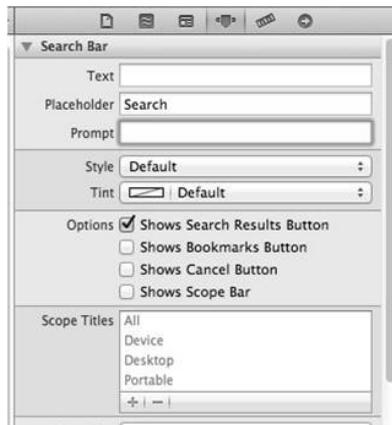 Search Bar
Text
Placeholder Search
Prompt
Style Default
Tint Default
Options Shows Search Results Button
Shows Bookmarks Button
Shows Cancel Button
Shows Scope Bar
Scope Titles All
Device
Desktop
Portable